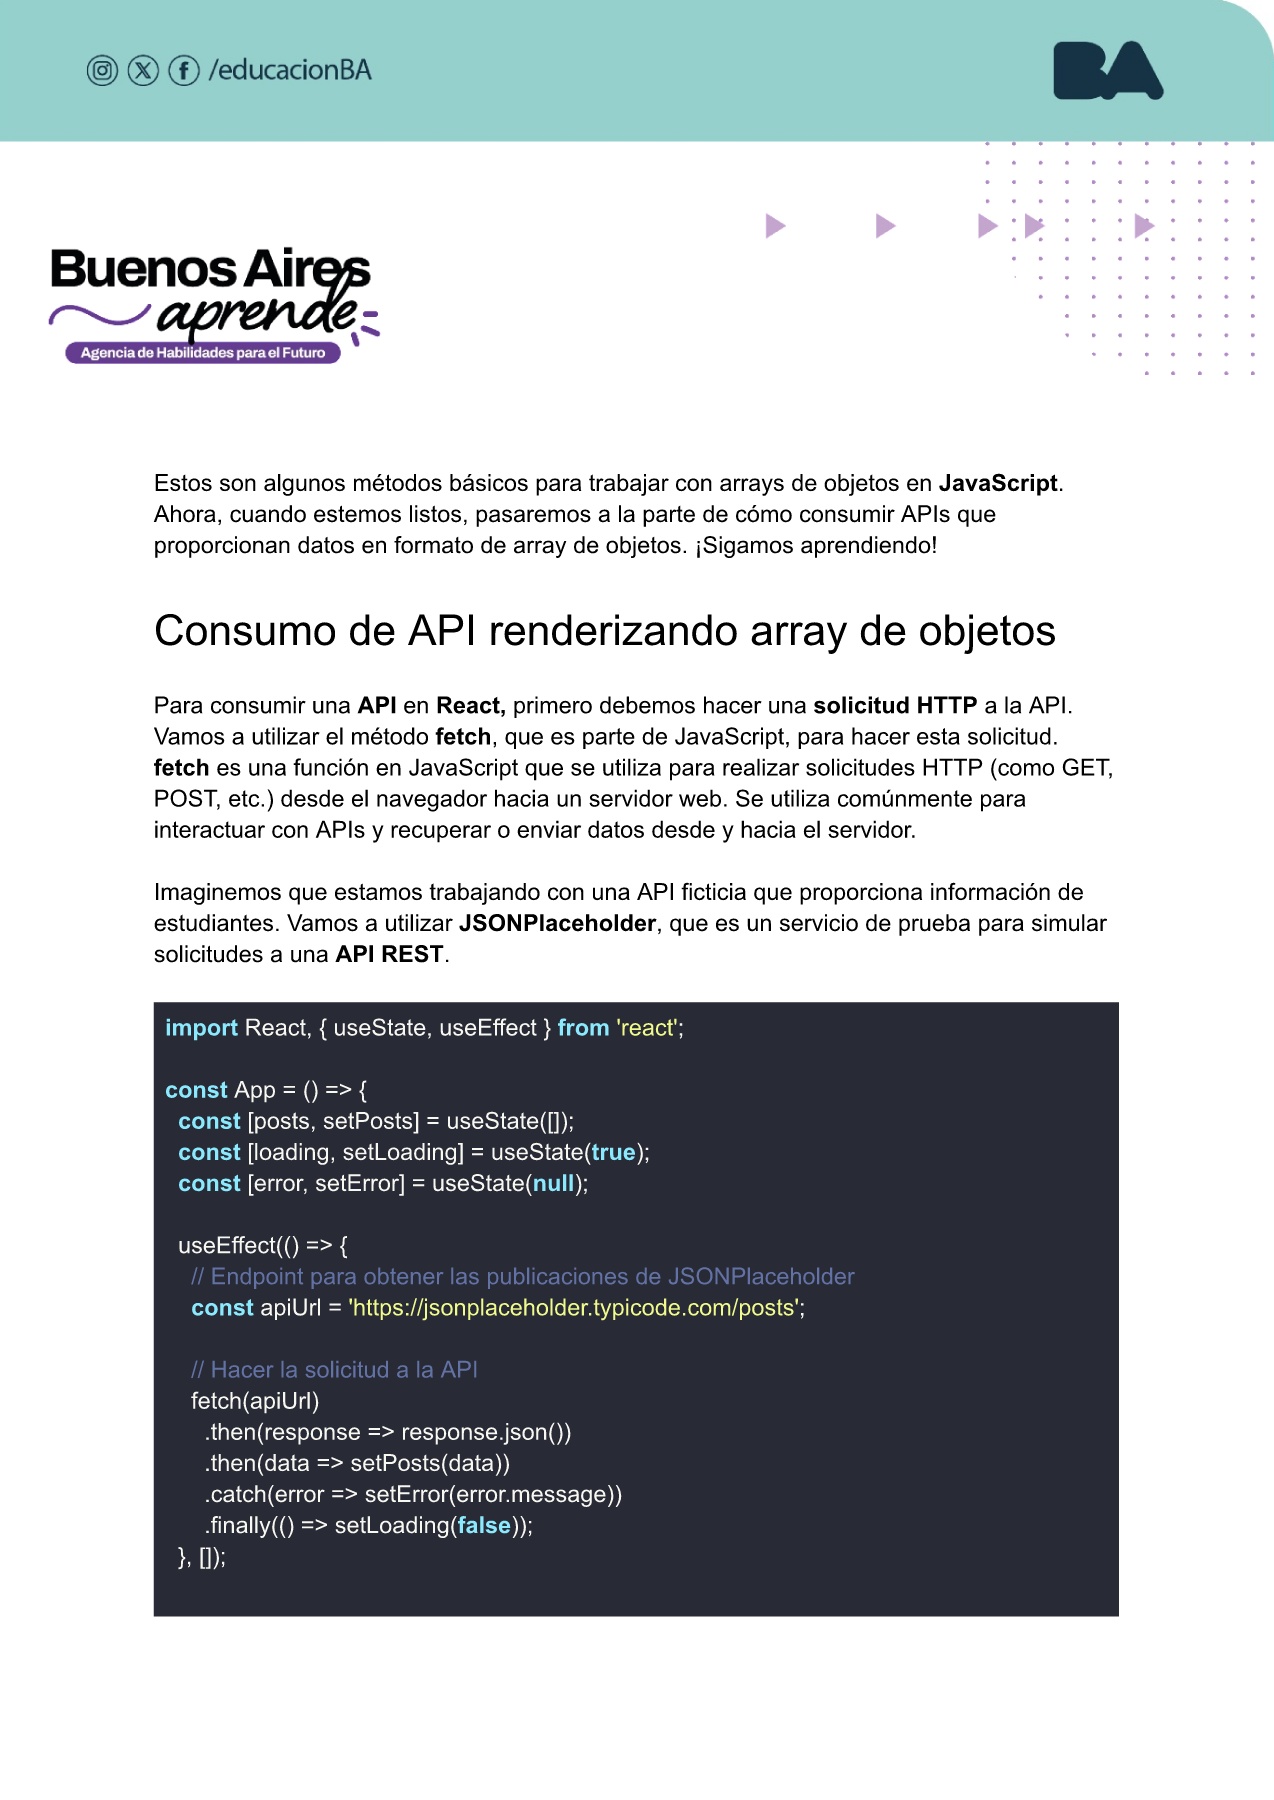 /educacionBA
BA
Buenos Aires
aprende
Agencia de Habilidades para el Futuro
Estos son algunos métodos básicos para trabajar con arrays de objetos en JavaScript.
Ahora, cuando estemos listos, pasaremos a la parte de cómo consumir APIs que
proporcionan datos en formato de array de objetos. ¡Sigamos aprendiendo!
Consumo de API renderizando array de objetos
Para consumir una API en React, primero debemos hacer una solicitud HTTP a la API.
Vamos a utilizar el método fetch, que es parte de JavaScript, para hacer esta solicitud.
fetch es una función en JavaScript que se utiliza para realizar solicitudes HTTP (como GET,
POST, etc.) desde el navegador hacia un servidor web. Se utiliza comúnmente para
interactuar con APIs y recuperar o enviar datos desde y hacia el servidor.
Imaginemos que estamos trabajando con una API ficticia que proporciona información de
estudiantes. Vamos a utilizar JSONPlaceholder, que es un servicio de prueba para simular
solicitudes a una API REST.
import React, { useState, useEffect } from 'react';
const App = () => {
const [posts, setPosts] = useState([]);
const [loading, setLoading] = useState(true);
const [error, setError] = useState(null);
useEffect(() => {
// Endpoint para obtener las publicaciones de JSONPlaceholder
const apiUrl = 'https://jsonplaceholder.typicode.com/posts';
// Hacer la solicitud a la API
fetch(apiUrl)
.then(response => response.json())
.then(data => setPosts(data))
.catch(error => setError(error.message))
.finally(() => setLoading(false));
}, []);